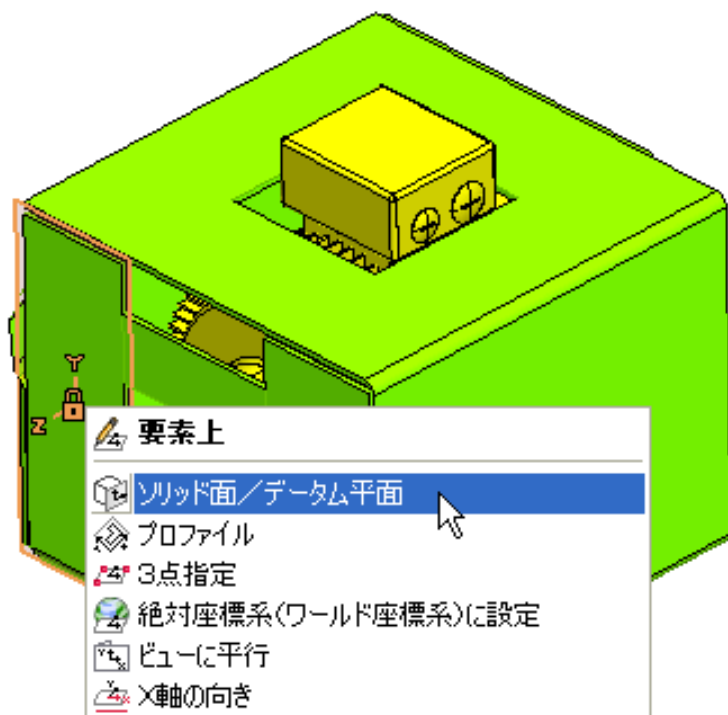 Y
Z
要素上
ソリッド面／データム平面
プロファイル
3点指定
絶対座標系(ワールド座標系)に設定
ビューに平行
X軸の向き